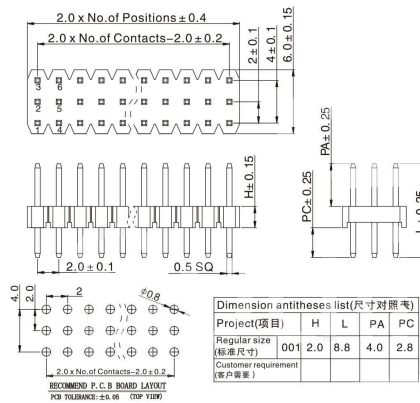 2.0 x No.of Positions±0.4
2.0 x No.of Contacts-2.0±0.2
2±0.1
4±0.1
6.0±0.15
3 6
2 5
1 4
H±0.15
PA±0.25
PC±0.25
L±0.25
2.0±0.1
0.5 SQ
2
ϕ0.8
4.0
2.0
2.0 x No.of Contacts-2.0±0.2
RECOMMEND P.C.B BOARD LAYOUT
PCB TOLERANCE:±0.05 (TOP VIEW)
Dimension antitheses list(尺寸对照表)
Project(项目) H L PA PC
Regular size
(标准尺寸) 001 2.0 8.8 4.0 2.8
Customer requirement
(客户需要)